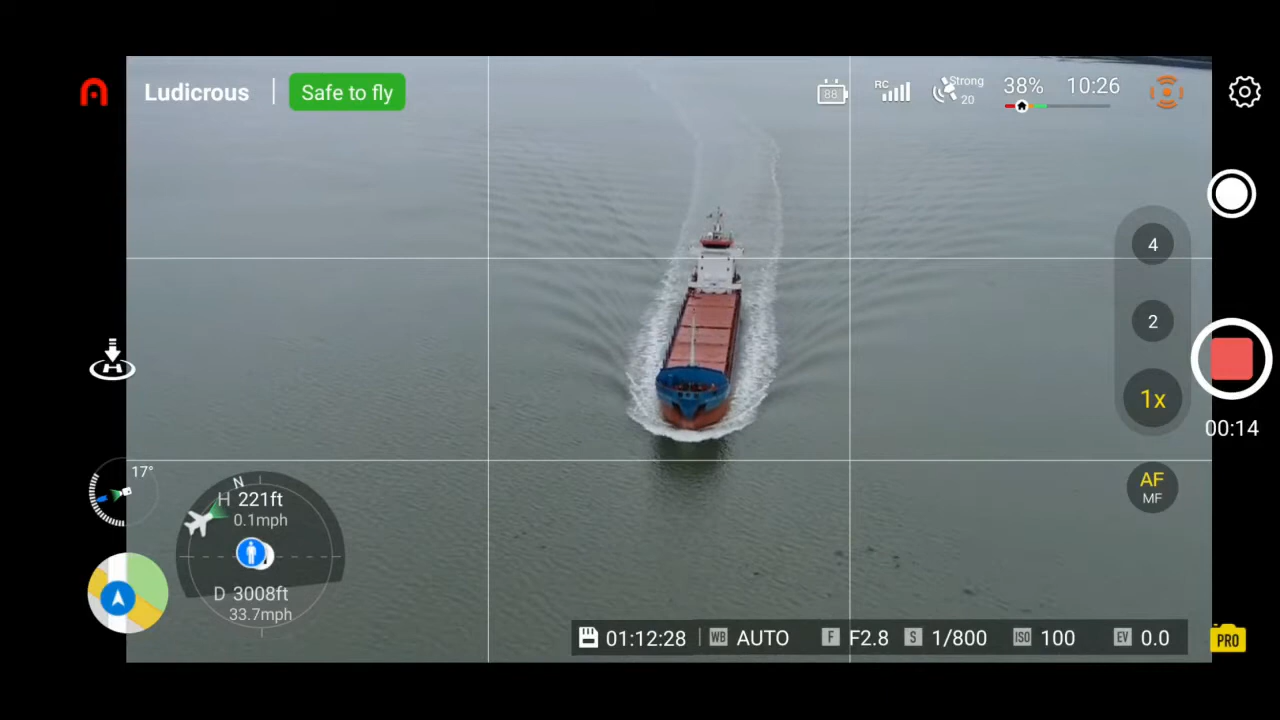 Ludicrous
Safe to fly
88
RC
Strong
20
38%
10:26
4
2
1x
00:14
AF
MF
17°
N
H 221ft
0.1mph
D 3008ft
33.7mph
01:12:28 WB AUTO F F2.8 S 1/800 ISO 100 EV 0.0
PRO